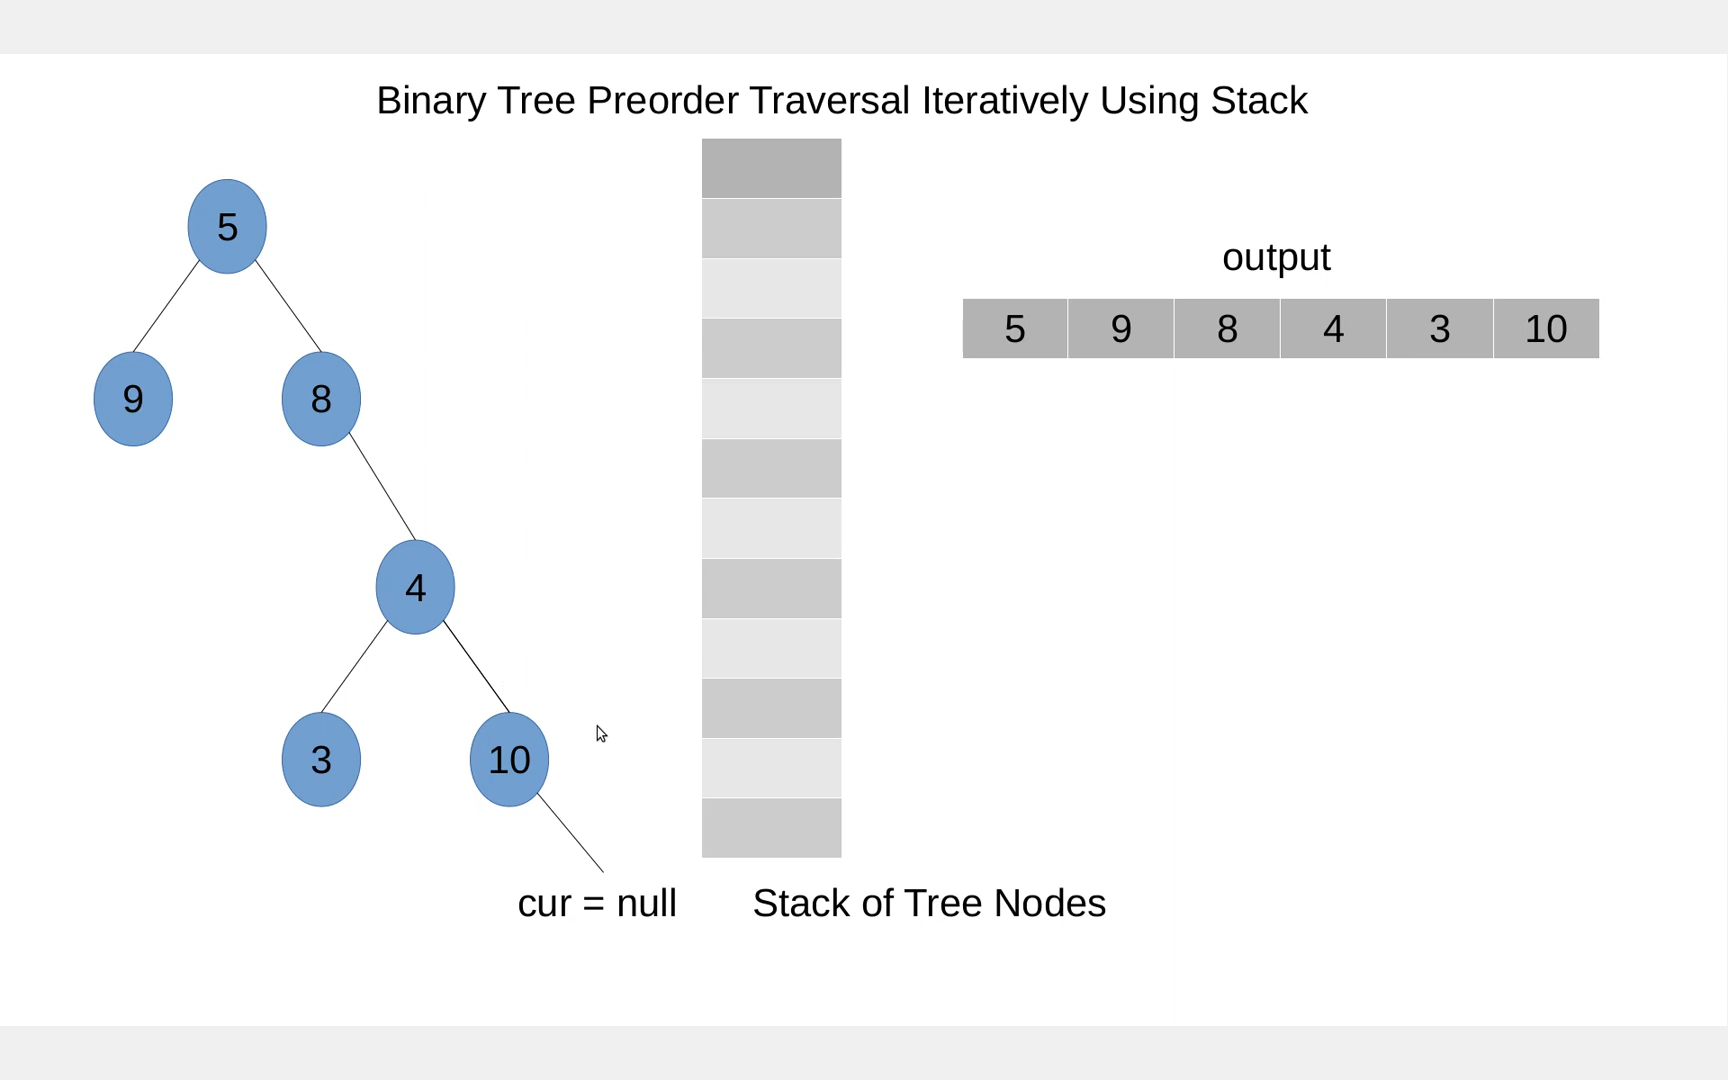 Binary Tree Preorder Traversal Iteratively Using Stack
5
9 8
4
3 10
cur = null
Stack of Tree Nodes
output
5 9 8 4 3 10